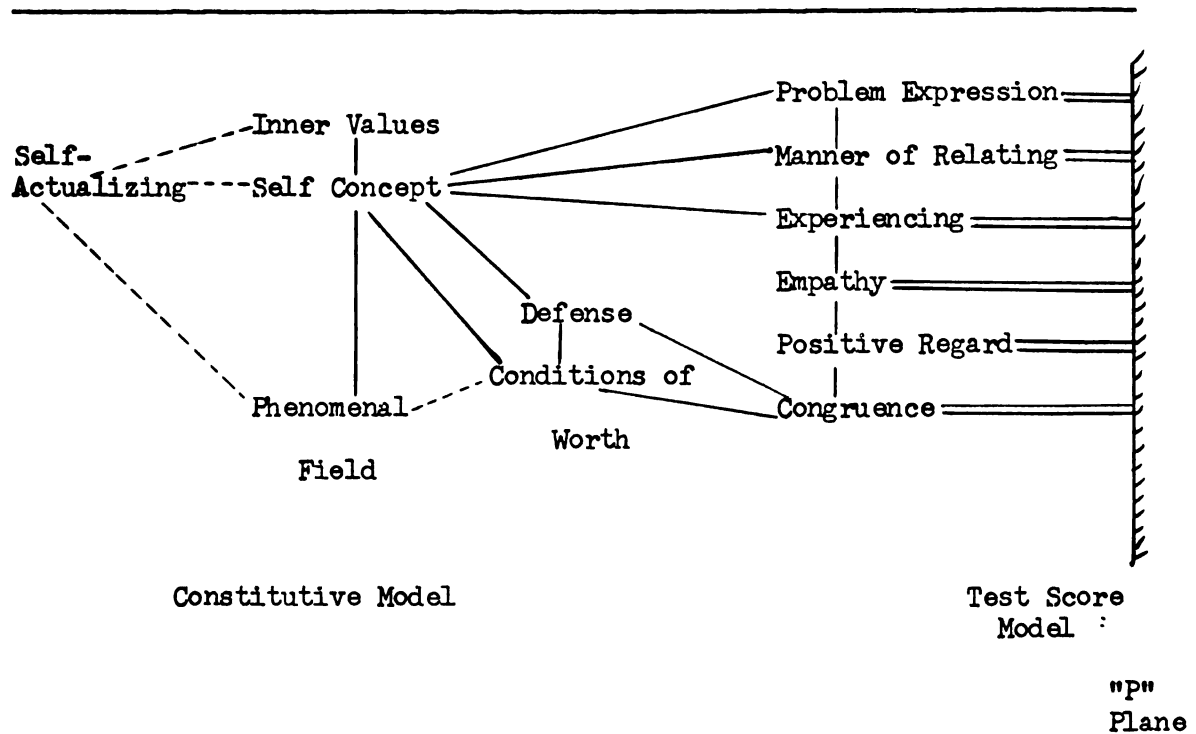 Problem Expression
Inner Values
Self-
Actualizing
Manner of Relating
Self Concept
Experiencing
Empathy
Defense
Positive Regard
Conditions of
Worth
Phenomenal
Field
Congruence
Constitutive Model
Test Score
Model :
"P"
Plane